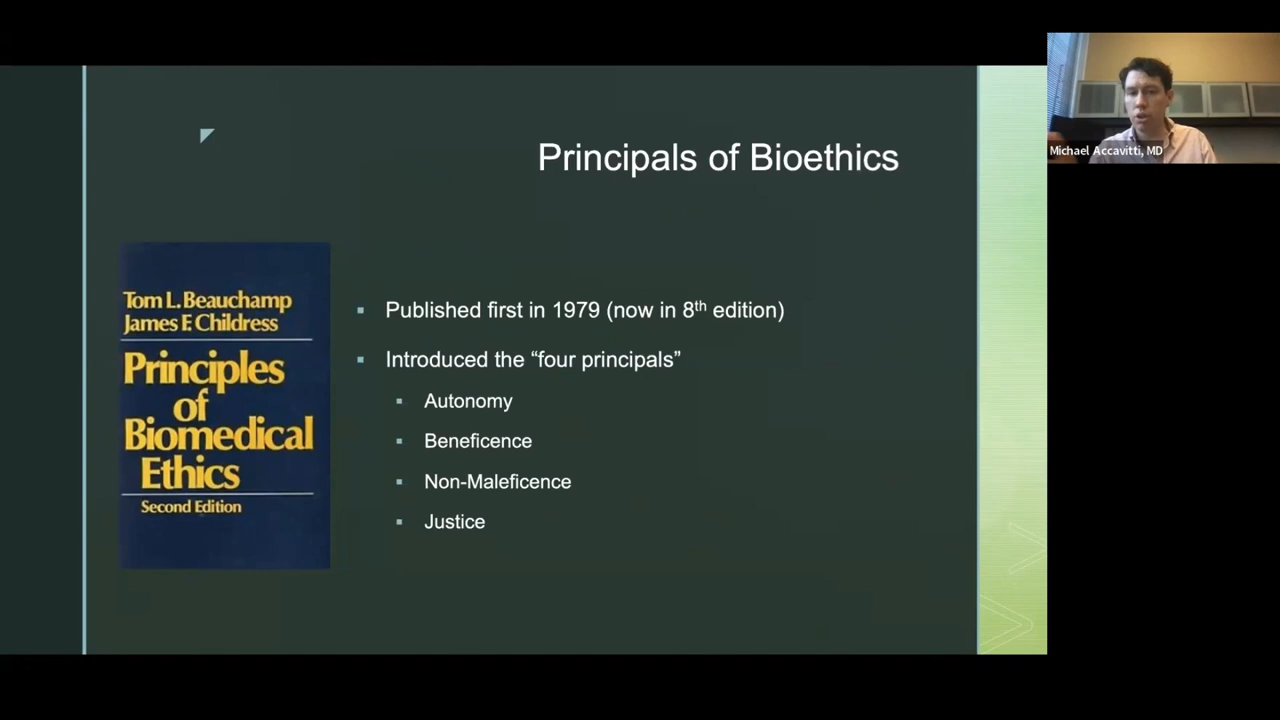 Principals of Bioethics
Tom L. Beauchamp
James F. Childress
Principles
of
Biomedical
Ethics
Second Edition
Published first in 1979 (now in 8th edition)
Introduced the “four principals”
Autonomy
Beneficence
Non-Maleficence
Justice
Michael Accavitti, MD